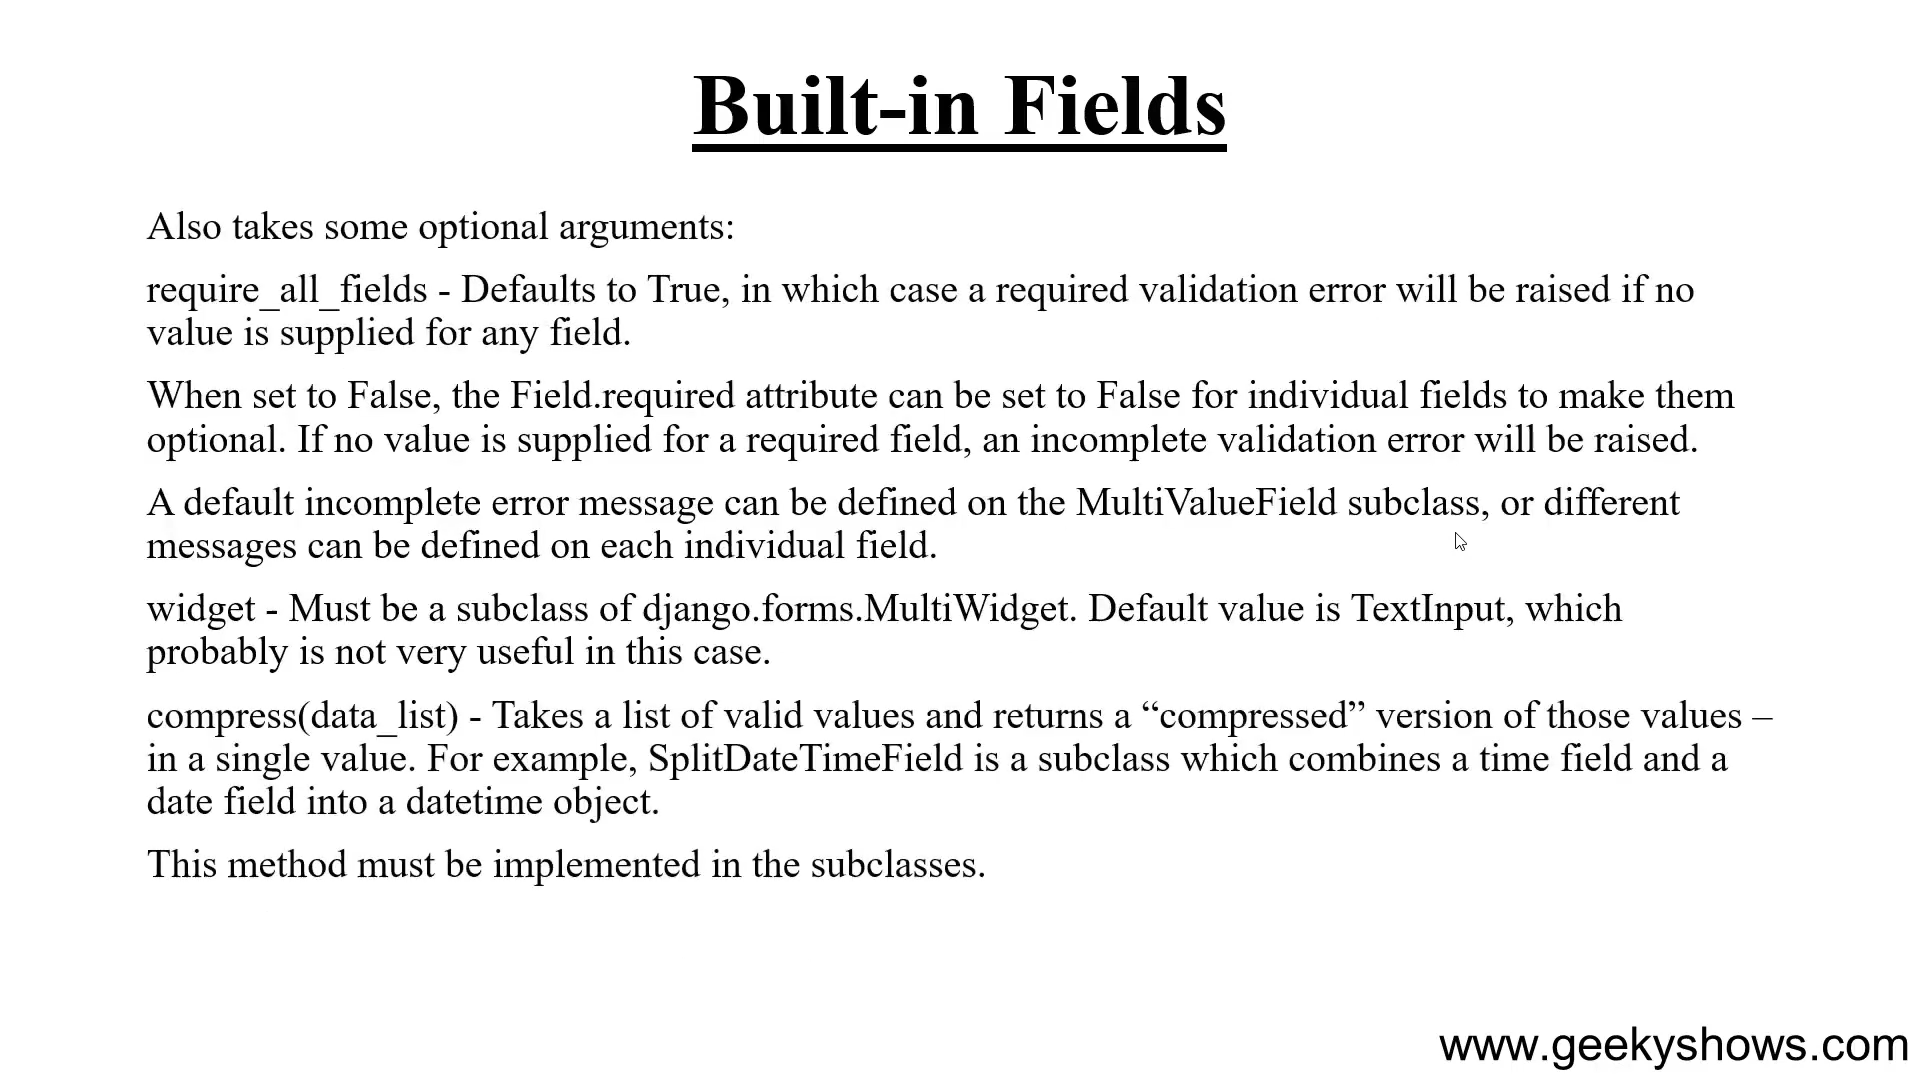 Built-in Fields
Also takes some optional arguments:
require_all_fields - Defaults to True, in which case a required validation error will be raised if no
value is supplied for any field.
When set to False, the Field.required attribute can be set to False for individual fields to make them
optional. If no value is supplied for a required field, an incomplete validation error will be raised.
A default incomplete error message can be defined on the MultiValueField subclass, or different
messages can be defined on each individual field.
widget - Must be a subclass of django.forms.MultiWidget. Default value is TextInput, which
probably is not very useful in this case.
compress(data_list) - Takes a list of valid values and returns a “compressed” version of those values –
in a single value. For example, SplitDateTimeField is a subclass which combines a time field and a
date field into a datetime object.
This method must be implemented in the subclasses.
www.geekyshows.com